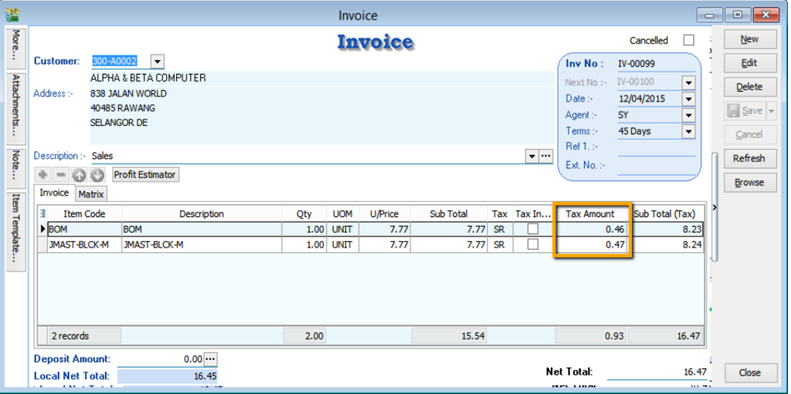 Invoice
Invoice
Cancelled
More...
Attachments...
Note...
Item Template...
Customer: 300-A0002
ALPHA & BETA COMPUTER
Address :- 838 JALAN WORLD
40485 RAWANG
SELANGOR DE
Inv No : IV-00099
Next No :- IV-00100
Date :- 12/04/2015
Agent :- SY
Terms :- 45 Days
Ref 1. :-
Ext. No. :-
Description :- Sales
Profit Estimator
Invoice Matrix
Item Code Description Qty UOM U/Price Sub Total Tax Tax In... Tax Amount Sub Total (Tax)
BOM BOM 1.00 UNIT 7.77 7.77 SR 0.46 8.23
JMAST-BLCK-M JMAST-BLCK-M 1.00 UNIT 7.77 7.77 SR 0.47 8.24
2 records 2.00 15.54 0.93 16.47
Deposit Amount: 0.00
Local Net Total: 16.45
Net Total: 16.47
New
Edit
Delete
Save
Cancel
Refresh
Browse
Close